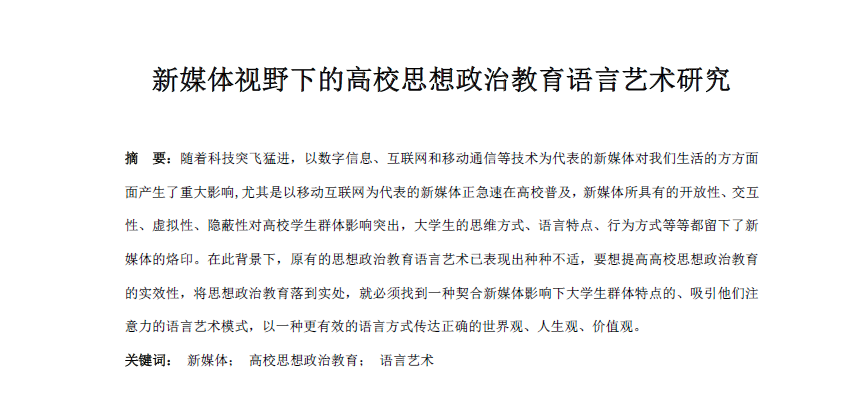 新媒体视野下的高校思想政治教育语言艺术研究
摘　要：随着科技突飞猛进，以数字信息、互联网和移动通信等技术为代表的新媒体对我们生活的方方面
面产生了重大影响,尤其是以移动互联网为代表的新媒体正急速在高校普及，新媒体所具有的开放性、交互
性、虚拟性、隐蔽性对高校学生群体影响突出，大学生的思维方式、语言特点、行为方式等等都留下了新
媒体的烙印。在此背景下，原有的思想政治教育语言艺术已表现出种种不适，要想提高高校思想政治教育
的实效性，将思想政治教育落到实处，就必须找到一种契合新媒体影响下大学生群体特点的、吸引他们注
意力的语言艺术模式，以一种更有效的语言方式传达正确的世界观、人生观、价值观。
关键词： 新媒体； 高校思想政治教育； 语言艺术